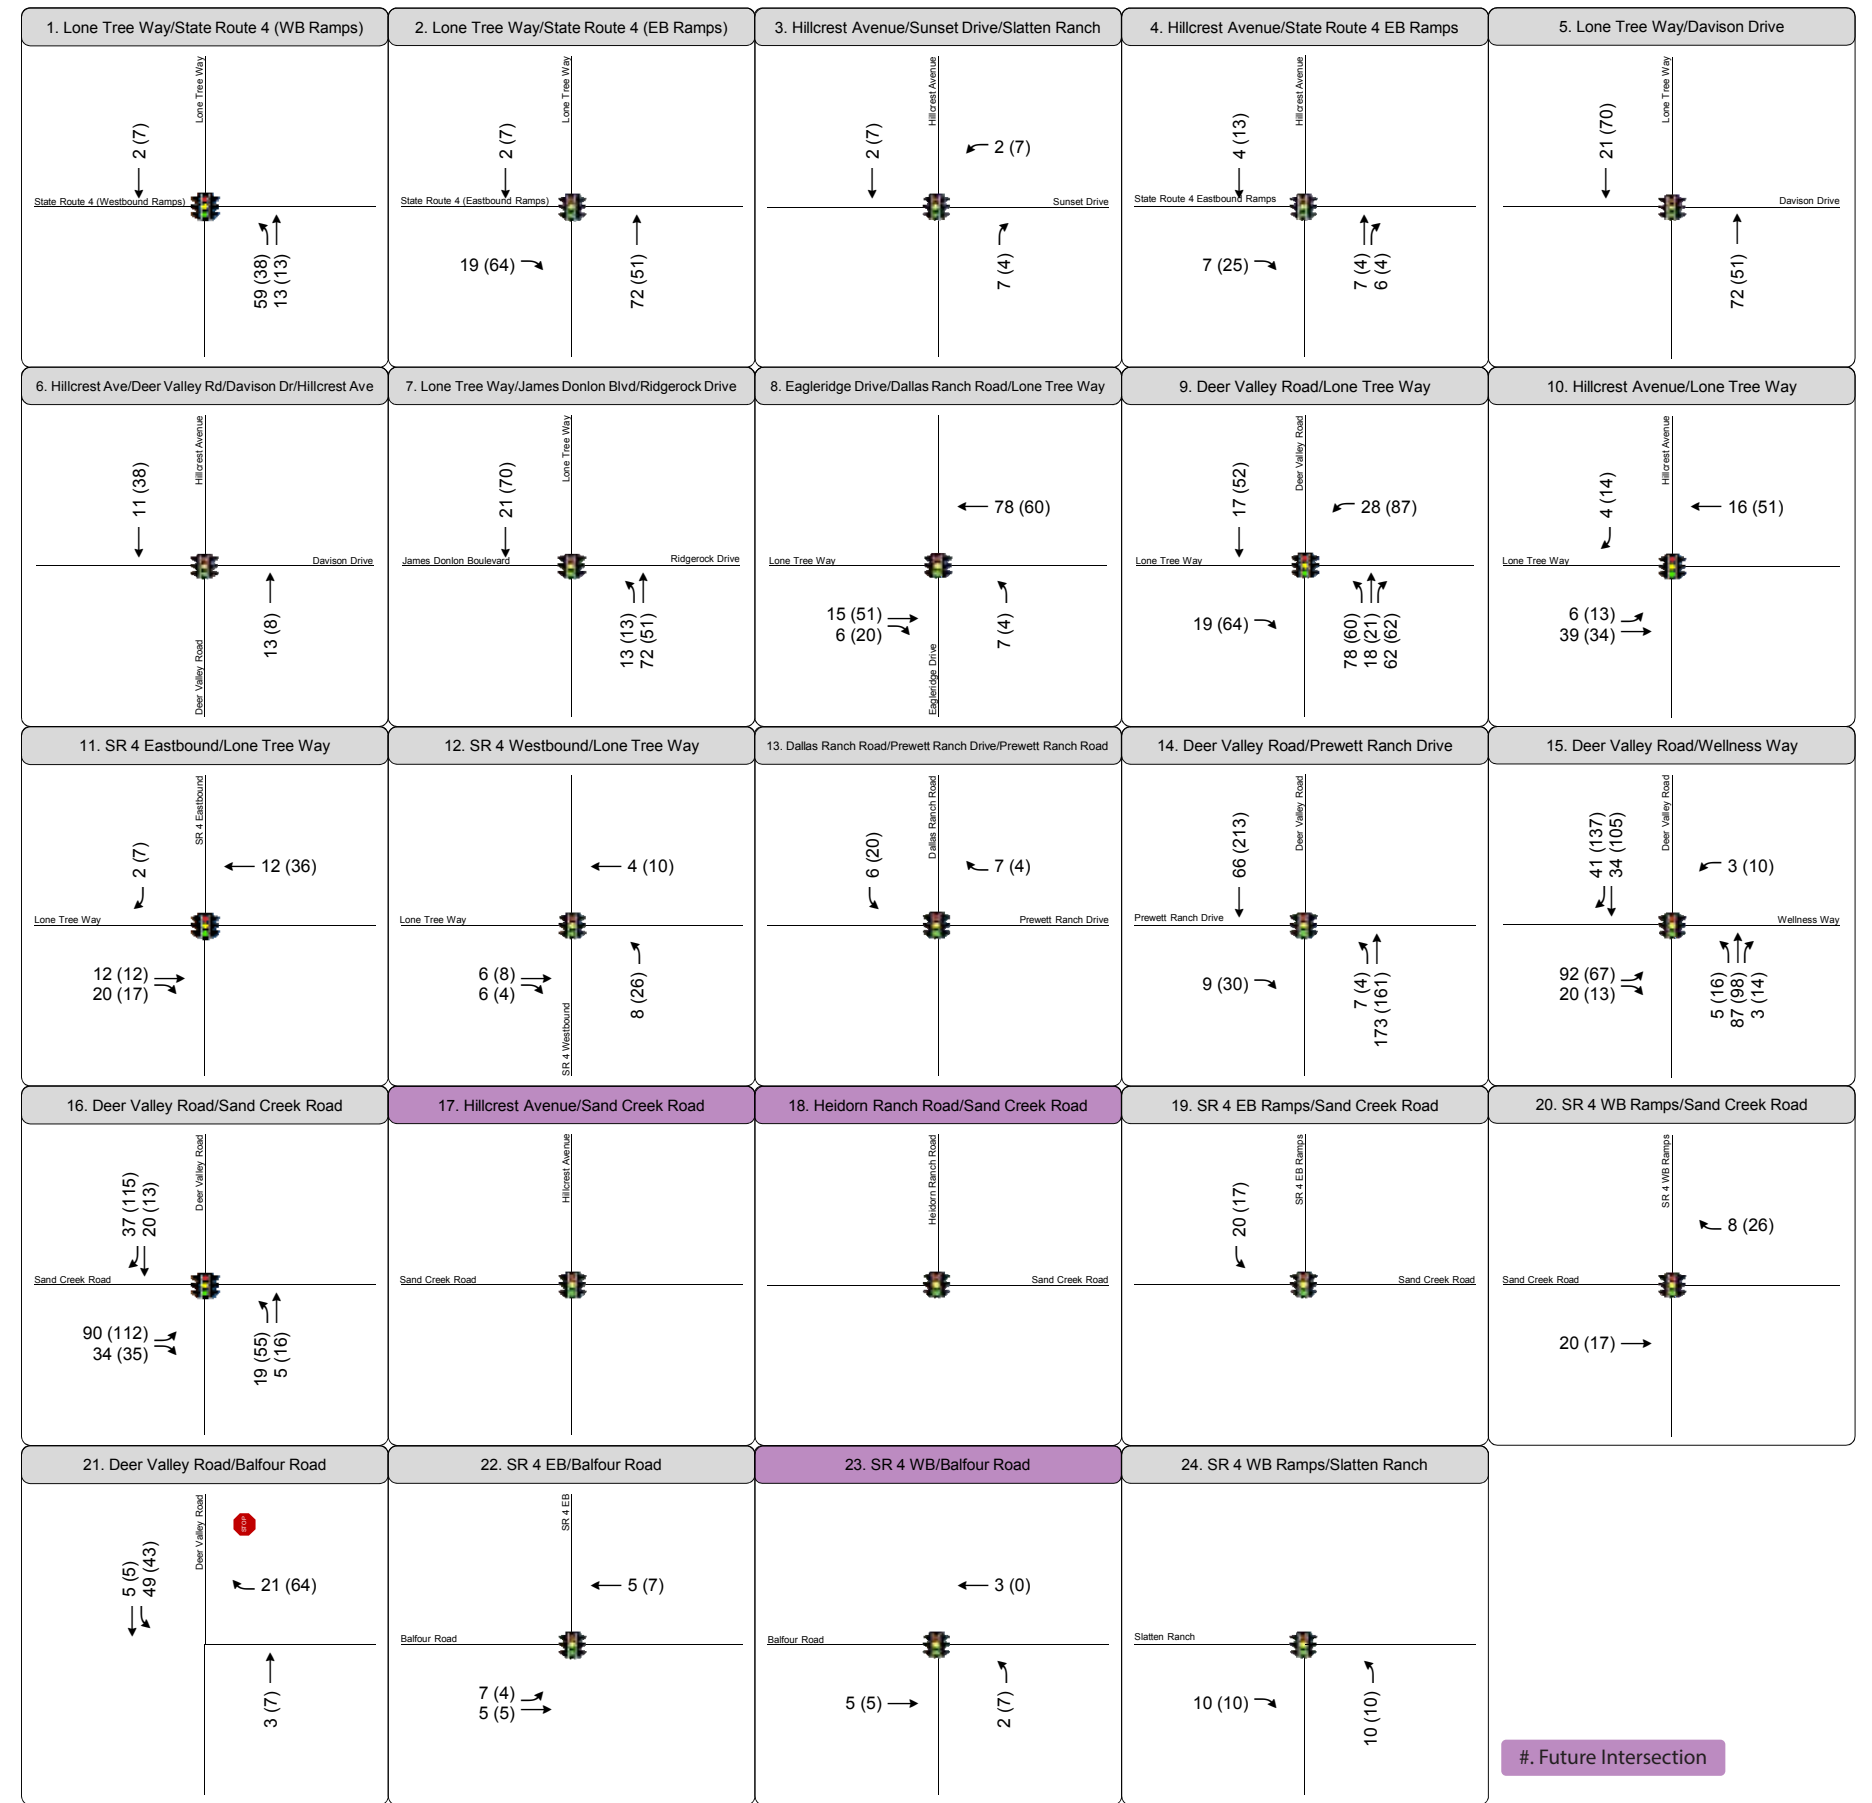 1. Lone Tree Way/State Route 4 (WB Ramps)
Lone Tree Way
2 (7)
State Route 4 (Westbound Ramps)
59 (38)
13 (13)
2. Lone Tree Way/State Route 4 (EB Ramps)
Lone Tree Way
2 (7)
State Route 4 (Eastbound Ramps)
19 (64)
72 (51)
3. Hillcrest Avenue/Sunset Drive/Slatten Ranch
Hillcrest Avenue
2 (7)
2 (7)
Sunset Drive
7 (4)
4. Hillcrest Avenue/State Route 4 EB Ramps
Hillcrest Avenue
4 (13)
State Route 4 Eastbound Ramps
7 (25)
7 (4)
6 (4)
5. Lone Tree Way/Davison Drive
Lone Tree Way
21 (70)
Davison Drive
72 (51)
6. Hillcrest Ave/Deer Valley Rd/Davison Dr/Hillcrest Ave
Hillcrest Avenue
11 (38)
Davison Drive
13 (8)
Deer Valley Road
7. Lone Tree Way/James Donlon Blvd/Ridgerock Drive
Lone Tree Way
21 (70)
James Donlon Boulevard
Ridgerock Drive
13 (13)
72 (51)
8. Eagleridge Drive/Dallas Ranch Road/Lone Tree Way
78 (60)
Lone Tree Way
15 (51)
6 (20)
7 (4)
Eagleridge Drive
9. Deer Valley Road/Lone Tree Way
Deer Valley Road
17 (52)
28 (87)
Lone Tree Way
19 (64)
78 (60)
18 (21)
62 (62)
10. Hillcrest Avenue/Lone Tree Way
Hillcrest Avenue
4 (14)
16 (51)
Lone Tree Way
6 (13)
39 (34)
11. SR 4 Eastbound/Lone Tree Way
SR 4 Eastbound
2 (7)
12 (36)
Lone Tree Way
12 (12)
20 (17)
12. SR 4 Westbound/Lone Tree Way
4 (10)
Lone Tree Way
6 (8)
6 (4)
8 (26)
SR 4 Westbound
13. Dallas Ranch Road/Prewett Ranch Drive/Prewett Ranch Road
Dallas Ranch Road
6 (20)
7 (4)
Prewett Ranch Drive
14. Deer Valley Road/Prewett Ranch Drive
Deer Valley Road
66 (213)
Prewett Ranch Drive
9 (30)
7 (4)
173 (161)
15. Deer Valley Road/Wellness Way
Deer Valley Road
41 (137)
34 (105)
3 (10)
Wellness Way
92 (67)
20 (13)
5 (16)
87 (98)
3 (14)
16. Deer Valley Road/Sand Creek Road
Deer Valley Road
37 (115)
20 (13)
Sand Creek Road
90 (112)
34 (35)
19 (55)
5 (16)
17. Hillcrest Avenue/Sand Creek Road
Hillcrest Avenue
Sand Creek Road
18. Heidorn Ranch Road/Sand Creek Road
Heidorn Ranch Road
Sand Creek Road
19. SR 4 EB Ramps/Sand Creek Road
SR 4 EB Ramps
20 (17)
Sand Creek Road
20. SR 4 WB Ramps/Sand Creek Road
SR 4 WB Ramps
8 (26)
Sand Creek Road
20 (17)
21. Deer Valley Road/Balfour Road
Deer Valley Road
STOP
5 (5)
49 (43)
21 (64)
3 (7)
22. SR 4 EB/Balfour Road
SR 4 EB
5 (7)
Balfour Road
7 (4)
5 (5)
23. SR 4 WB/Balfour Road
3 (0)
Balfour Road
5 (5)
2 (7)
24. SR 4 WB Ramps/Slatten Ranch
Slatten Ranch
10 (10)
10 (10)
#. Future Intersection